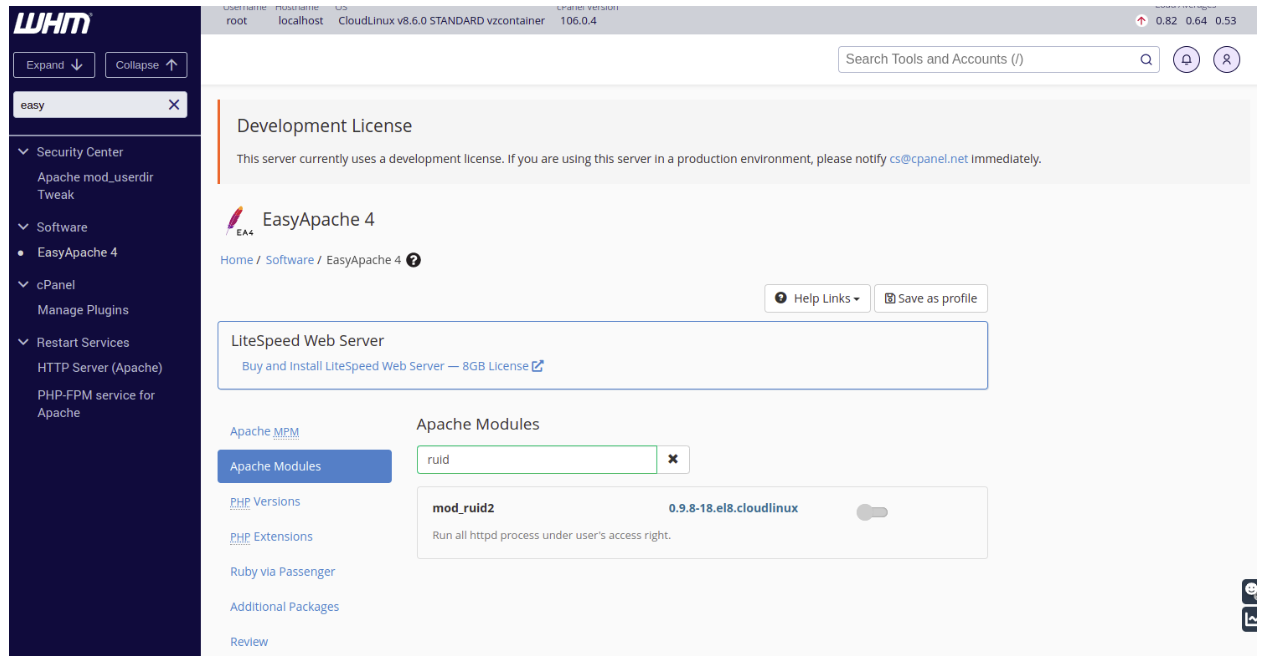 WHM
Username Hostname OS cPanel Version Load Averages
root localhost CloudLinux v8.6.0 STANDARD vzcontainer 106.0.4 0.82 0.64 0.53
Expand
Collapse
Search Tools and Accounts (/)
easy
Security Center
Apache mod_userdir
Tweak
Software
EasyApache 4
cPanel
Manage Plugins
Restart Services
HTTP Server (Apache)
PHP-FPM service for
Apache
Development License
This server currently uses a development license. If you are using this server in a production environment, please notify cs@cpanel.net immediately.
EA4
EasyApache 4
Home / Software / EasyApache 4
Help Links
Save as profile
LiteSpeed Web Server
Buy and Install LiteSpeed Web Server — 8GB License
Apache MPM
Apache Modules
PHP Versions
PHP Extensions
Ruby via Passenger
Additional Packages
Review
Apache Modules
ruid
mod_ruid2 0.9.8-18.el8.cloudlinux
Run all httpd process under user's access right.